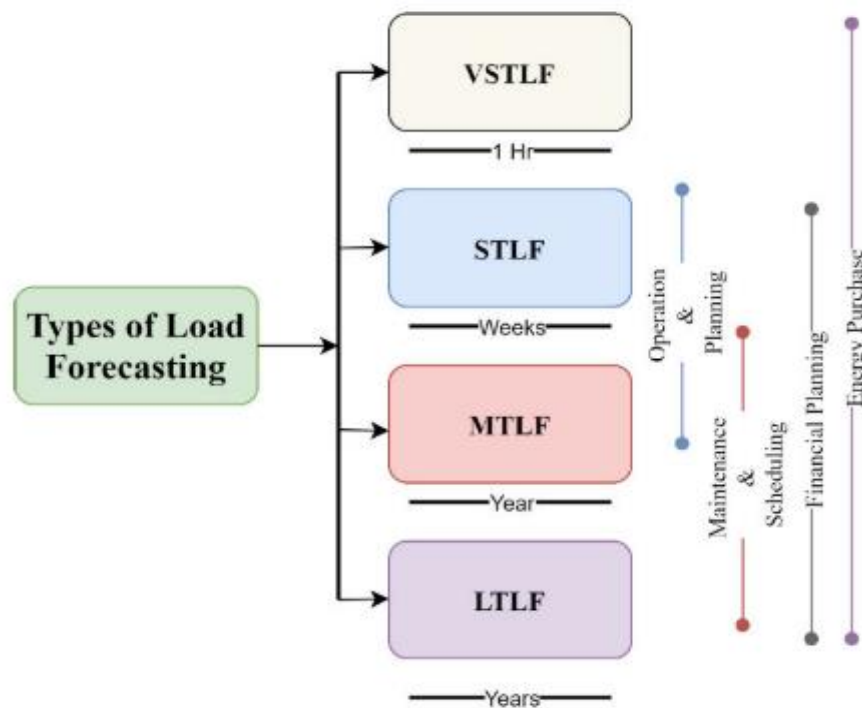 Types of Load
Forecasting
VSTLF
1 Hr
STLF
Weeks
MTLF
Year
LTLF
Years
Operation
&
Planning
Maintenance
&
Scheduling
Financial Planning
Energy Purchase